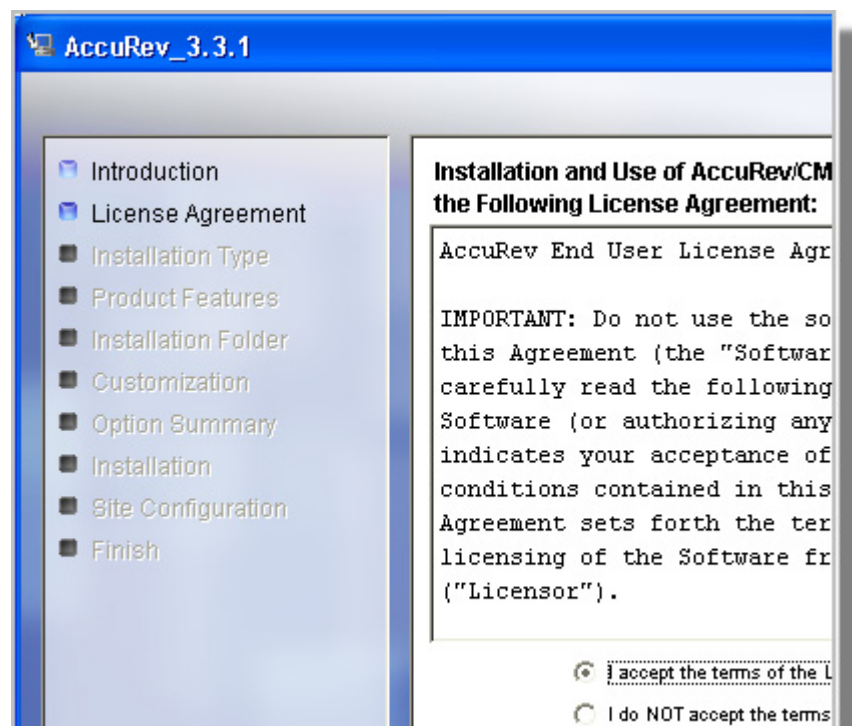 AccuRev_3.3.1
Introduction
License Agreement
Installation Type
Product Features
Installation Folder
Customization
Option Summary
Installation
Site Configuration
Finish
Installation and Use of AccuRev/CM
the Following License Agreement:
AccuRev End User License Agr
IMPORTANT: Do not use the so
this Agreement (the "Softwar
carefully read the following
Software (or authorizing any
indicates your acceptance of
conditions contained in this
Agreement sets forth the ter
licensing of the Software fr
("Licensor").
I accept the terms of the L
I do NOT accept the terms